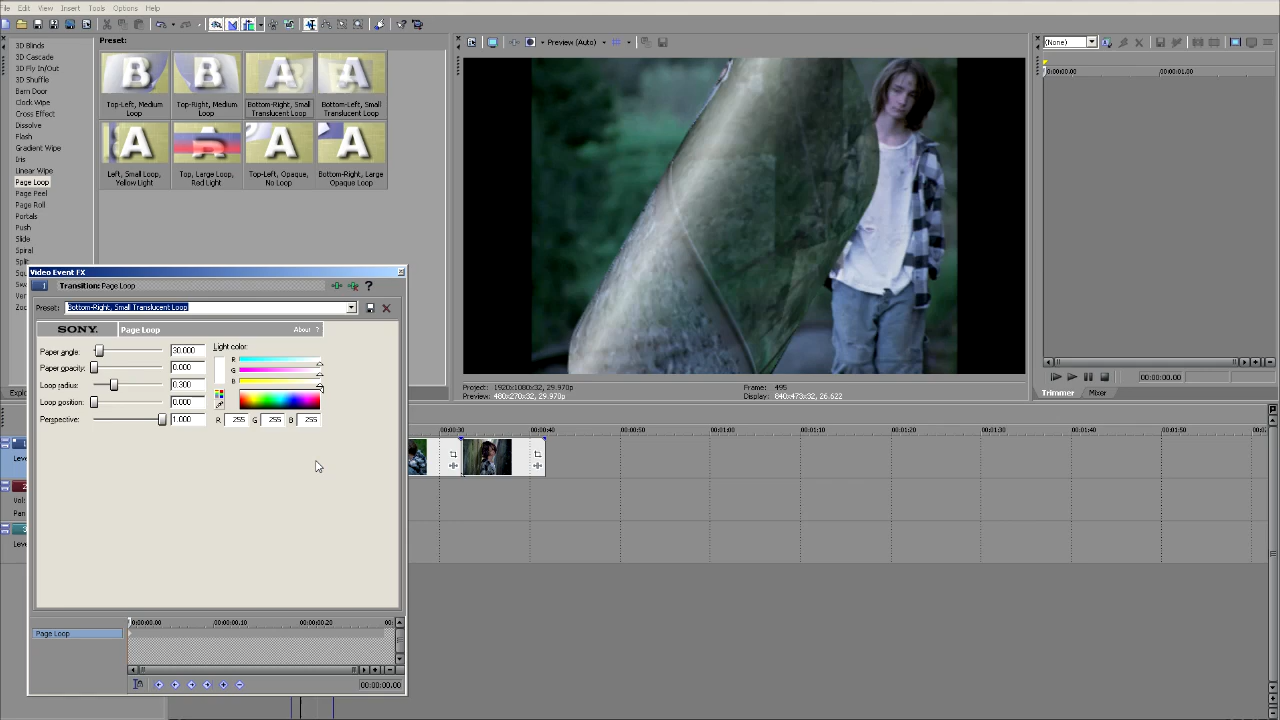 File Edit View Insert Tools Options Help
3D Blinds
3D Cascade
3D Fly In/Out
3D Shuffle
Barn Door
Clock Wipe
Cross Effect
Dissolve
Flash
Gradient Wipe
Iris
Linear Wipe
Page Loop
Page Peel
Page Roll
Portals
Push
Slide
Spiral
Split
Preset:
Top-Left, Medium Loop
Top-Right, Medium Loop
Bottom-Right, Small Translucent Loop
Bottom-Left, Small Translucent Loop
Left, Small Loop, Yellow Light
Top, Large Loop, Red Light
Top-Left, Opaque, No Loop
Bottom-Right, Large Opaque Loop
Preview (Auto)
Project: 1920x1080x32, 29.970p
Preview: 480x270x32, 29.970p
Frame: 495
Display: 840x473x32, 26.622
(None)
0:00:00.00 00:00:01.00
00:00:00.00
Trimmer Mixer
Video Event FX
1 Transition: Page Loop
Preset: Bottom-Right, Small Translucent Loop
SONY. Page Loop About ?
Paper angle: 30.000
Paper opacity: 0.000
Loop radius: 0.300
Loop position: 0.000
Perspective: 1.000
Light color:
R
G
B
R 255 G 255 B 255
0:00:00.00 00:00:00.10 00:00:00.20 00:
Page Loop
00:00:00.00
00:00:30 00:00:40 00:00:50 00:01:00 00:01:10 00:01:20 00:01:30 00:01:40 00:01:50
Vol:
Pan